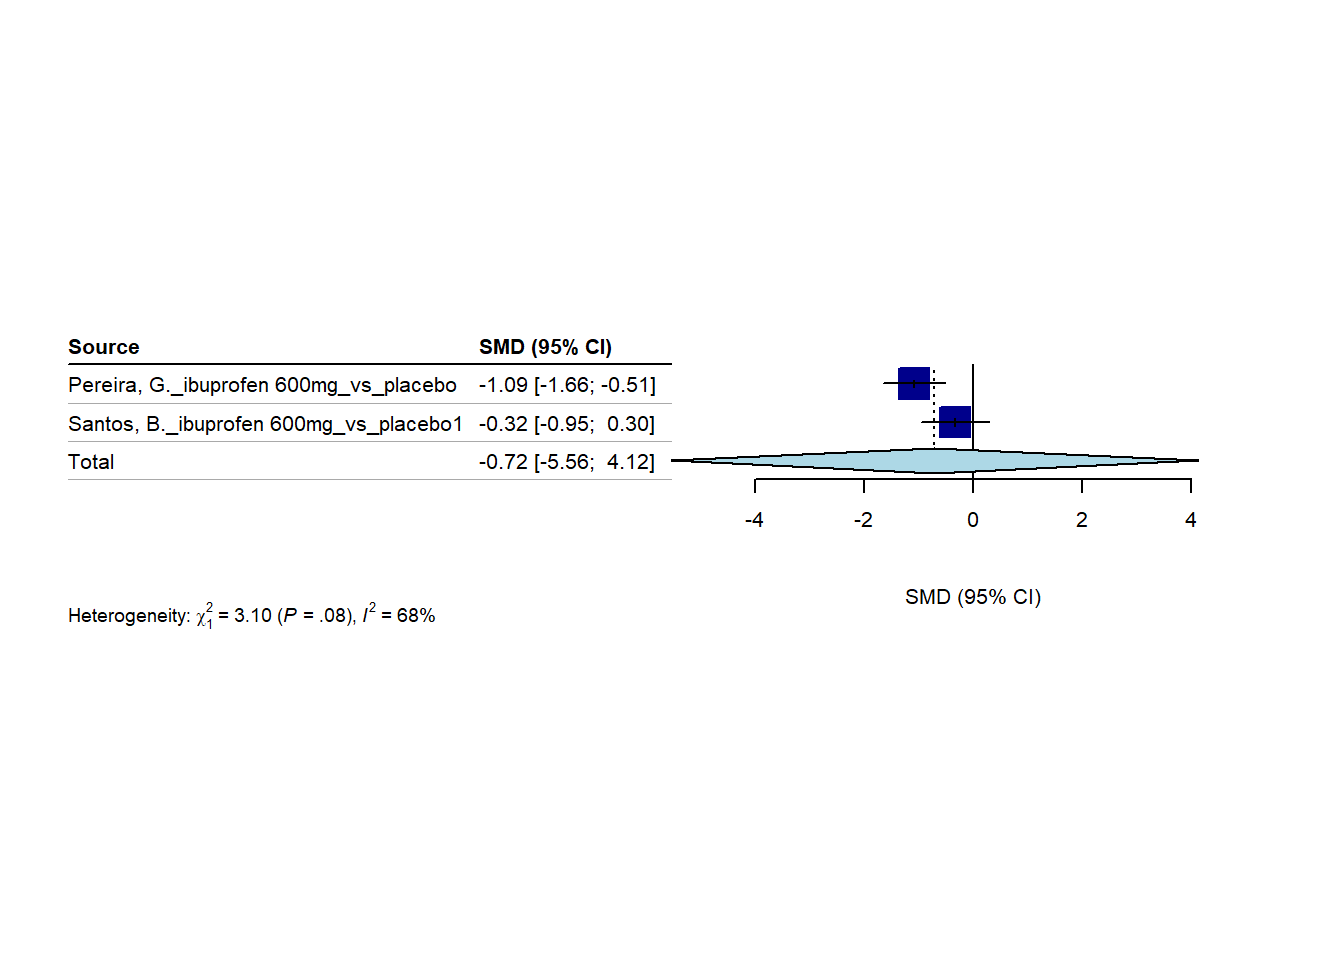 Source SMD (95% CI)
Pereira, G._ibuprofen 600mg_vs_placebo -1.09 [-1.66; -0.51]
Santos, B._ibuprofen 600mg_vs_placebo1 -0.32 [-0.95; 0.30]
Total -0.72 [-5.56; 4.12]
-4 -2 0 2 4
SMD (95% CI)
Heterogeneity: χ²₁ = 3.10 (P = .08), I² = 68%